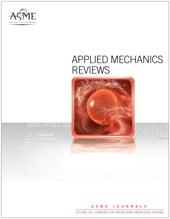 ASME
APPLIED MECHANICS
REVIEWS
ASME JOURNALS
SETTING THE STANDARD FOR ENGINEERING KNOWLEDGE SHARING